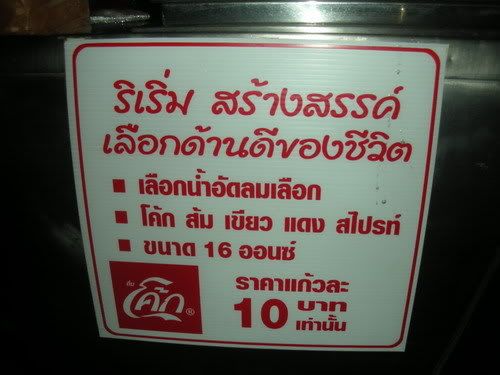 ริเริ่ม สร้างสรรค์
เลือกด้านดีของชีวิต
เลือกน้ำอัดลมเลือก
โค้ก ส้ม เขียว แดง สไปรท์
ขนาด 16 ออนซ์
ดื่ม
โค้ก ®
ราคาแก้วละ
10 บาท
เท่านั้น